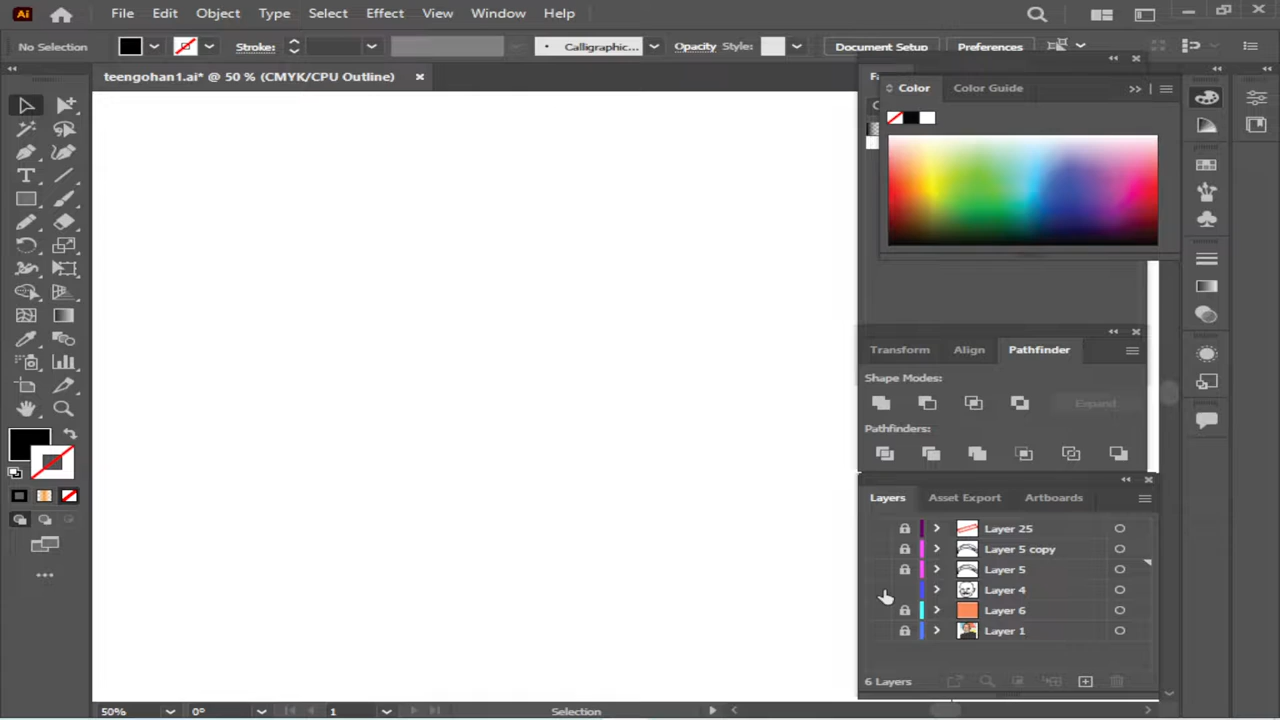 Ai File Edit Object Type Select Effect View Window Help
No Selection Stroke: Calligraphic... Opacity Style: Document Setup Preferences
teengohan1.ai* @ 50 % (CMYK/CPU Outline)
Color Color Guide
Transform Align Pathfinder
Shape Modes:
Expand
Pathfinders:
Layers Asset Export Artboards
Layer 25
Layer 5 copy
Layer 5
Layer 4
Layer 6
Layer 1
6 Layers
50% 0° 1 Selection